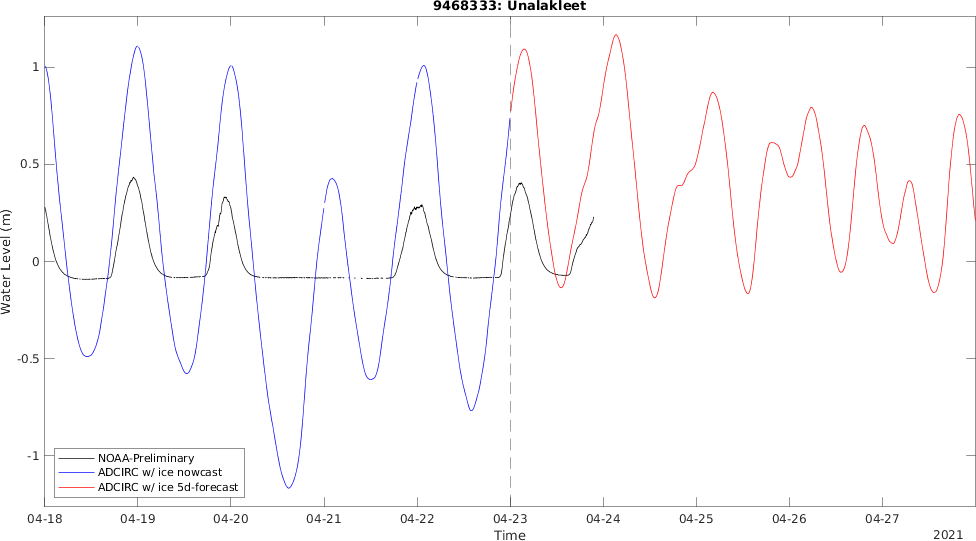 9468333: Unalakleet
Water Level (m)
1
0.5
0
-0.5
-1
NOAA-Preliminary
ADCIRC w/ ice nowcast
ADCIRC w/ ice 5d-forecast
04-18 04-19 04-20 04-21 04-22 04-23 04-24 04-25 04-26 04-27
Time
2021